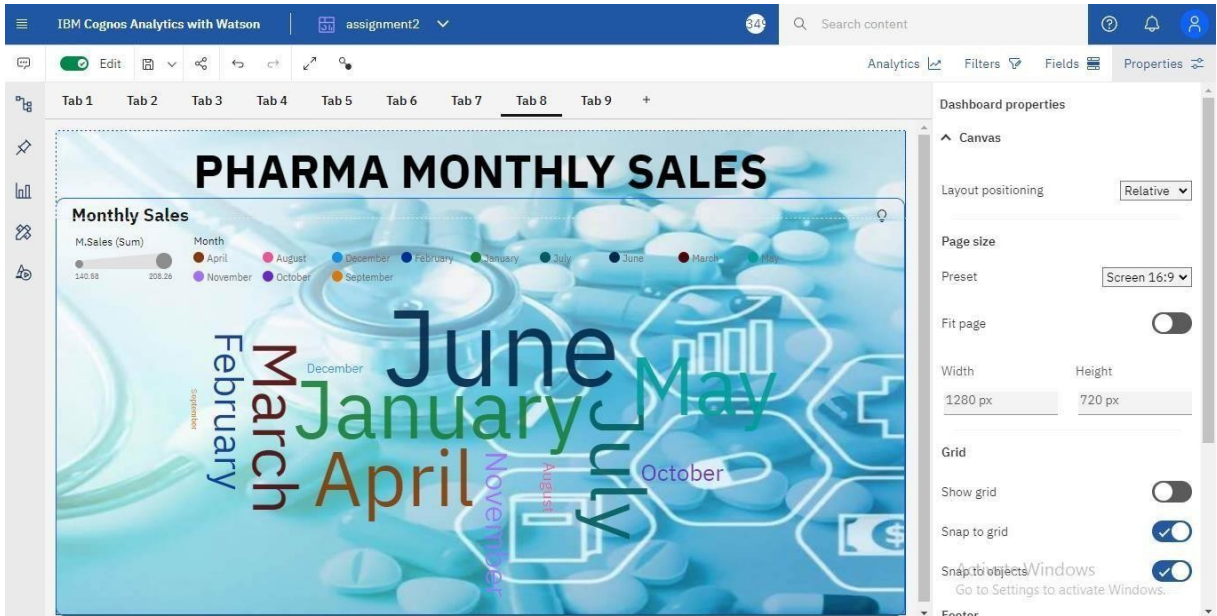 IBM Cognos Analytics with Watson
assignment2
349
Search content
Edit
Analytics
Filters
Fields
Properties
Tab 1 Tab 2 Tab 3 Tab 4 Tab 5 Tab 6 Tab 7 Tab 8 Tab 9 +
PHARMA MONTHLY SALES
Monthly Sales
M.Sales (Sum)
140.58 208.26
Month
April August December February January July June March May
November October September
June
February
March
December
May
September
January
July
April
November
August
October
Dashboard properties
Canvas
Layout positioning Relative
Page size
Preset Screen 16:9
Fit page
Width Height
1280 px 720 px
Grid
Show grid
Snap to grid
Snap to objects
Activate Windows
Go to Settings to activate Windows.
Footer